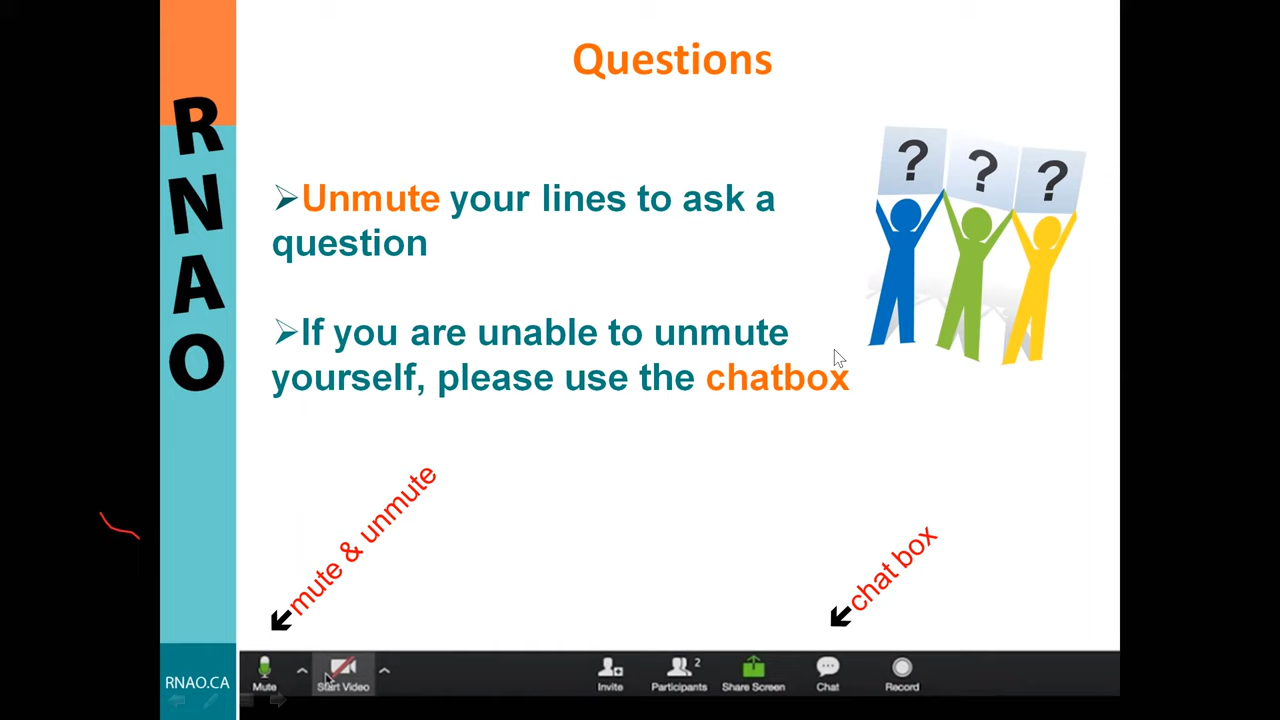 Questions
R
N
A
O
? ? ?
➢Unmute your lines to ask a
question
➢If you are unable to unmute
yourself, please use the chatbox
mute & unmute
chat box
RNAO.CA
Mute Start Video Invite Participants 2 Share Screen Chat Record